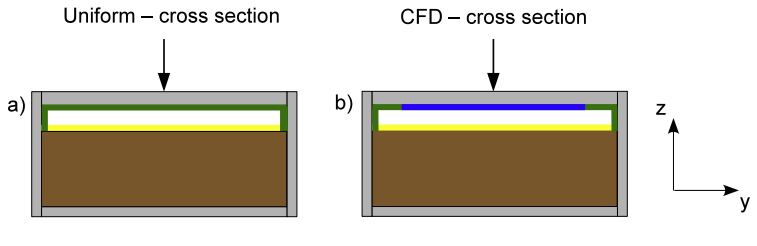 Uniform – cross section
CFD – cross section
a)
b)
z
y